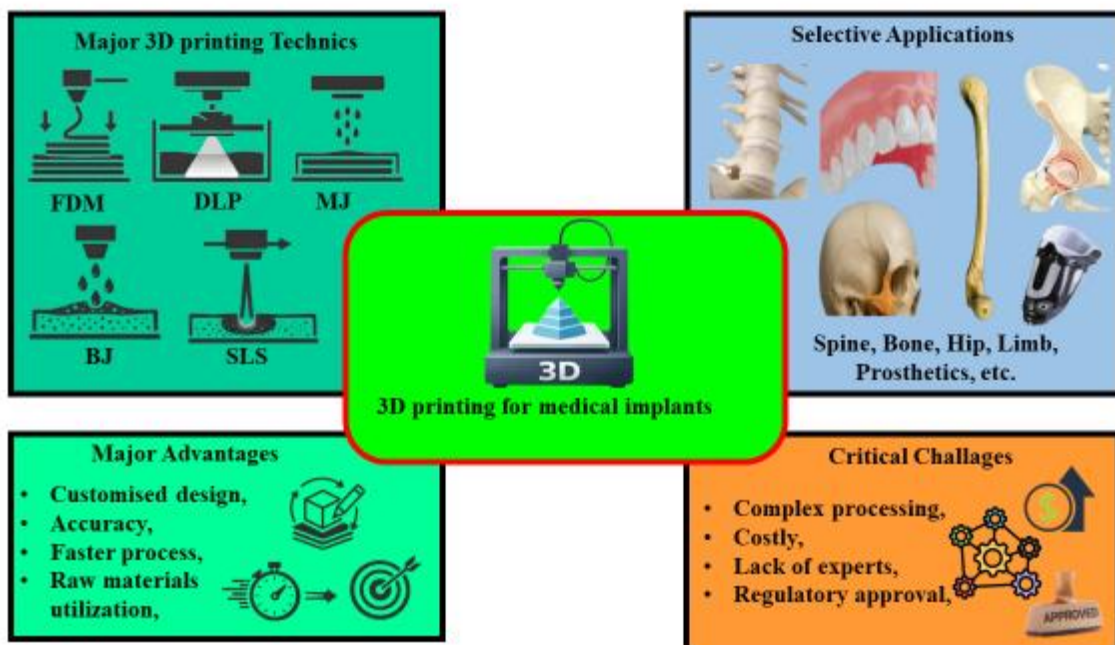 Major 3D printing Technics
FDM
DLP
MJ
BJ
SLS
Selective Applications
Spine, Bone, Hip, Limb,
Prosthetics, etc.
3D
3D printing for medical implants
Major Advantages
• Customised design,
• Accuracy,
• Faster process,
• Raw materials
utilization,
Critical Challages
• Complex processing,
• Costly,
• Lack of experts,
• Regulatory approval,
$
APPROVED